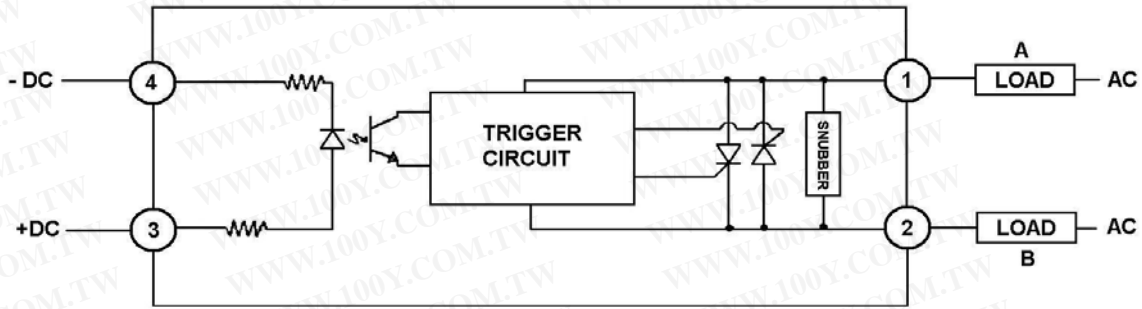 A
- DC
4
1
LOAD
AC
TRIGGER
CIRCUIT
SNUBBER
+DC
3
2
LOAD
AC
B
WWW.100Y.COM.TW